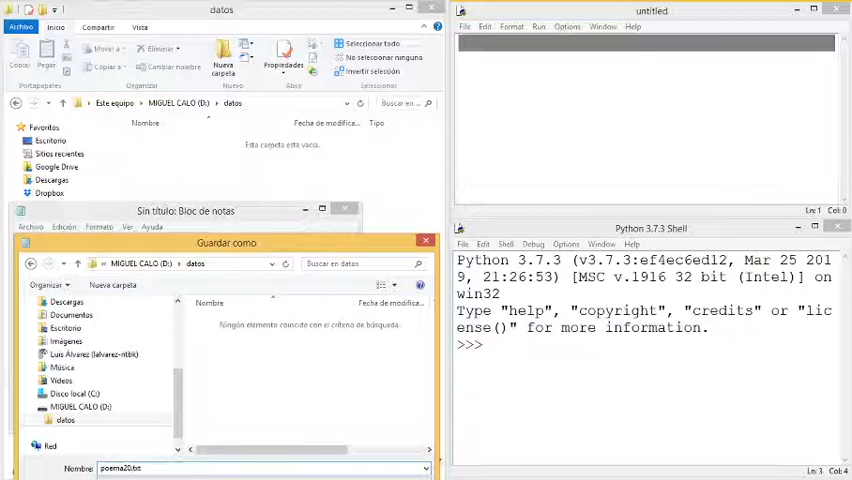 datos
Archivo
Inicio
Compartir
Vista
Copiar
Pegar
Mover a
Copiar a
Eliminar
Cambiar nombre
Nueva carpeta
Propiedades
Seleccionar todo
No seleccionar ninguno
Invertir selección
Portapapeles
Organizar
Nuevo
Abrir
Seleccionar
Este equipo
MIGUEL CALO (D:)
datos
Buscar en ...
Nombre
Fecha de modifica...
Tipo
Esta carpeta está vacía.
Favoritos
Escritorio
Sitios recientes
Google Drive
Descargas
Dropbox
Sin título: Bloc de notas
Archivo Edición Formato Ver Ayuda
Guardar como
« MIGUEL CALO (D:)
datos
Buscar en datos
Organizar
Nueva carpeta
Nombre
Fecha de modifica...
Ningún elemento coincide con el criterio de búsqueda.
Descargas
Documentos
Escritorio
Imágenes
Luis Álvarez (lalvarez-ntbk)
Música
Vídeos
Disco local (C:)
MIGUEL CALO (D:)
datos
Red
Nombre: poema20.txt
untitled
File Edit Format Run Options Window Help
Ln: 1 Col: 0
Python 3.7.3 Shell
File Edit Shell Debug Options Window Help
Python 3.7.3 (v3.7.3:ef4ec6ed12, Mar 25 201
9, 21:26:53) [MSC v.1916 32 bit (Intel)] on
win32
Type "help", "copyright", "credits" or "lic
ense()" for more information.
>>>
Ln: 3 Col: 4